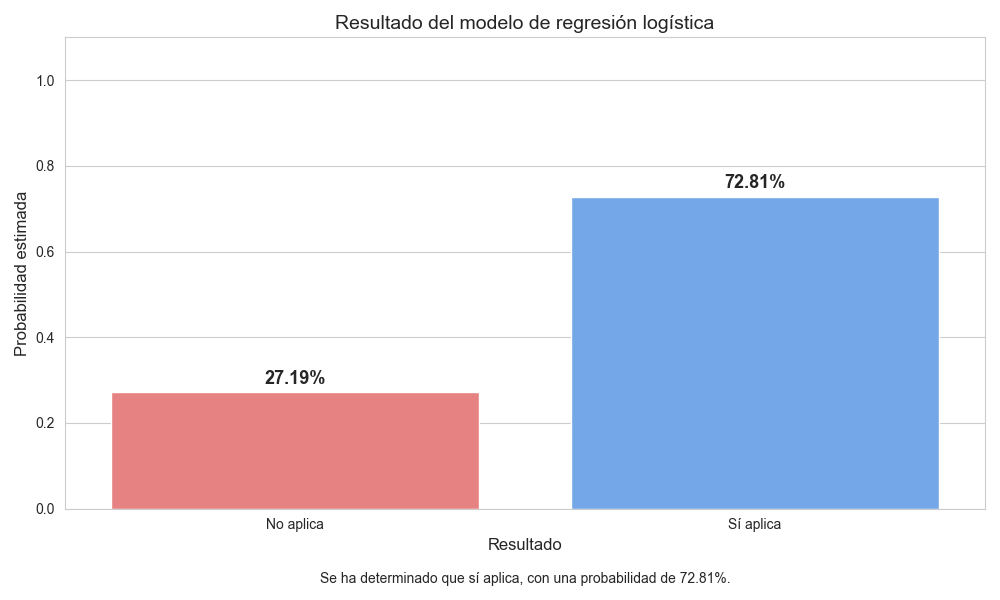 Resultado del modelo de regresión logística
Probabilidad estimada
1.0
0.8
0.6
0.4
0.2
0.0
72.81%
27.19%
No aplica
Sí aplica
Resultado
Se ha determinado que sí aplica, con una probabilidad de 72.81%.